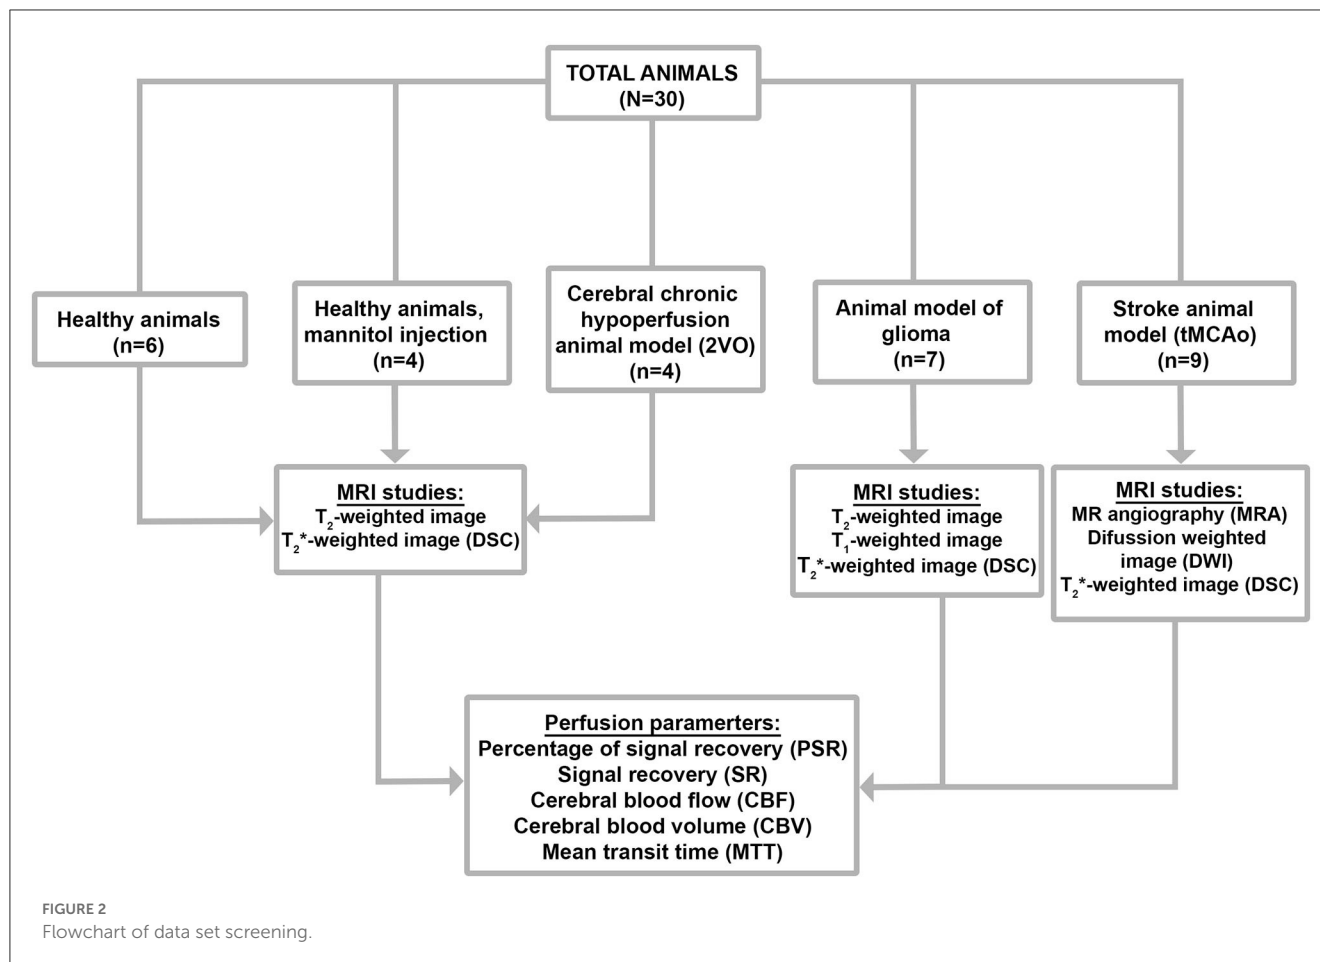 TOTAL ANIMALS
(N=30)
Healthy animals
(n=6)
Healthy animals,
mannitol injection
(n=4)
Cerebral chronic
hypoperfusion
animal model (2VO)
(n=4)
Animal model of
glioma
(n=7)
Stroke animal
model (tMCAo)
(n=9)
MRI studies:
T₂-weighted image
T₂*-weighted image (DSC)
MRI studies:
T₂-weighted image
T₁-weighted image
T₂*-weighted image (DSC)
MRI studies:
MR angiography (MRA)
Difussion weighted
image (DWI)
T₂*-weighted image (DSC)
Perfusion paramerters:
Percentage of signal recovery (PSR)
Signal recovery (SR)
Cerebral blood flow (CBF)
Cerebral blood volume (CBV)
Mean transit time (MTT)
FIGURE 2
Flowchart of data set screening.